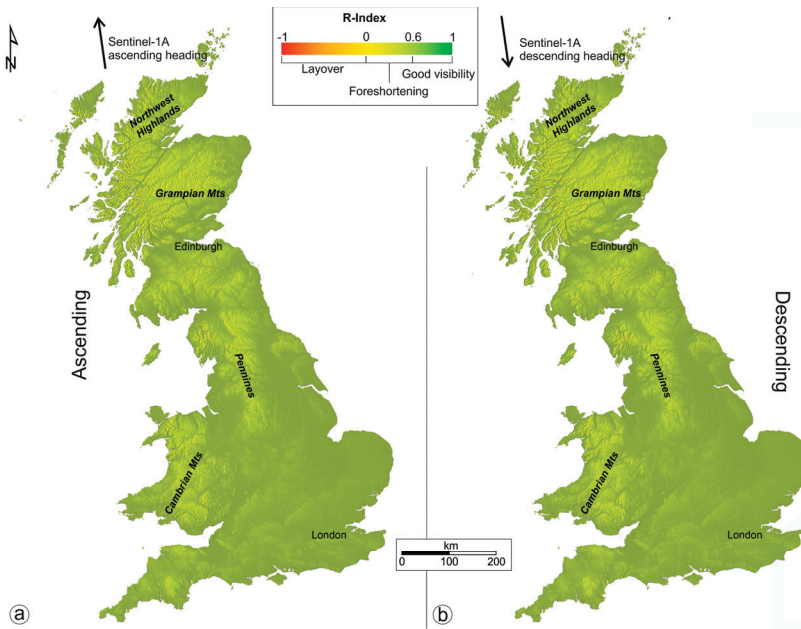 R-Index
-1 0 0.6 1
Layover
Good visibility
Foreshortening
N
Sentinel-1A
ascending heading
Northwest
Highlands
Grampian Mts
Edinburgh
Ascending
Pennines
Cambrian Mts
London
a
km
0 100 200
Sentinel-1A
descending heading
Northwest
Highlands
Grampian Mts
Edinburgh
Descending
Pennines
Cambrian Mts
London
b